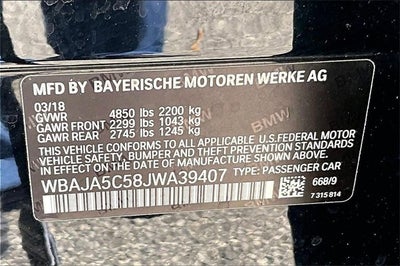 MFD BY BAYERISCHE MOTOREN WERKE AG
03/18
GVWR 4850 lbs 2200 kg
GAWR FRONT 2299 lbs 1043 kg
GAWR REAR 2745 lbs 1245 kg
THIS VEHICLE CONFORMS TO ALL APPLICABLE U.S.FEDERAL MOTOR
VEHICLE SAFETY, BUMPER, AND THEFT PREVENTION STANDARDS
IN EFFECT ON THE DATE OF MANUFACTURE SHOWN ABOVE.
WBAJA5C58JWA39407 TYPE: PASSENGER CAR
668/9
7 315 814
BMW